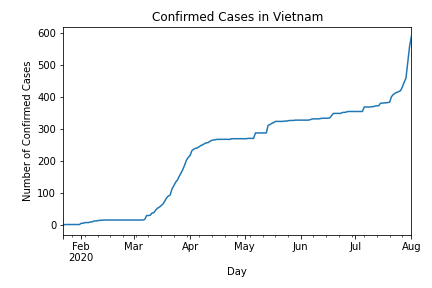 Confirmed Cases in Vietnam
600
500
400
300
200
100
0
Number of Confirmed Cases
Feb
2020
Mar
Apr
May
Jun
Jul
Aug
Day